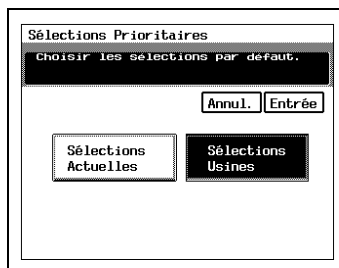 Sélections Prioritaires
Choisir les sélections par défaut.
Annul. Entrée
Sélections
Actuelles
Sélections
Usines